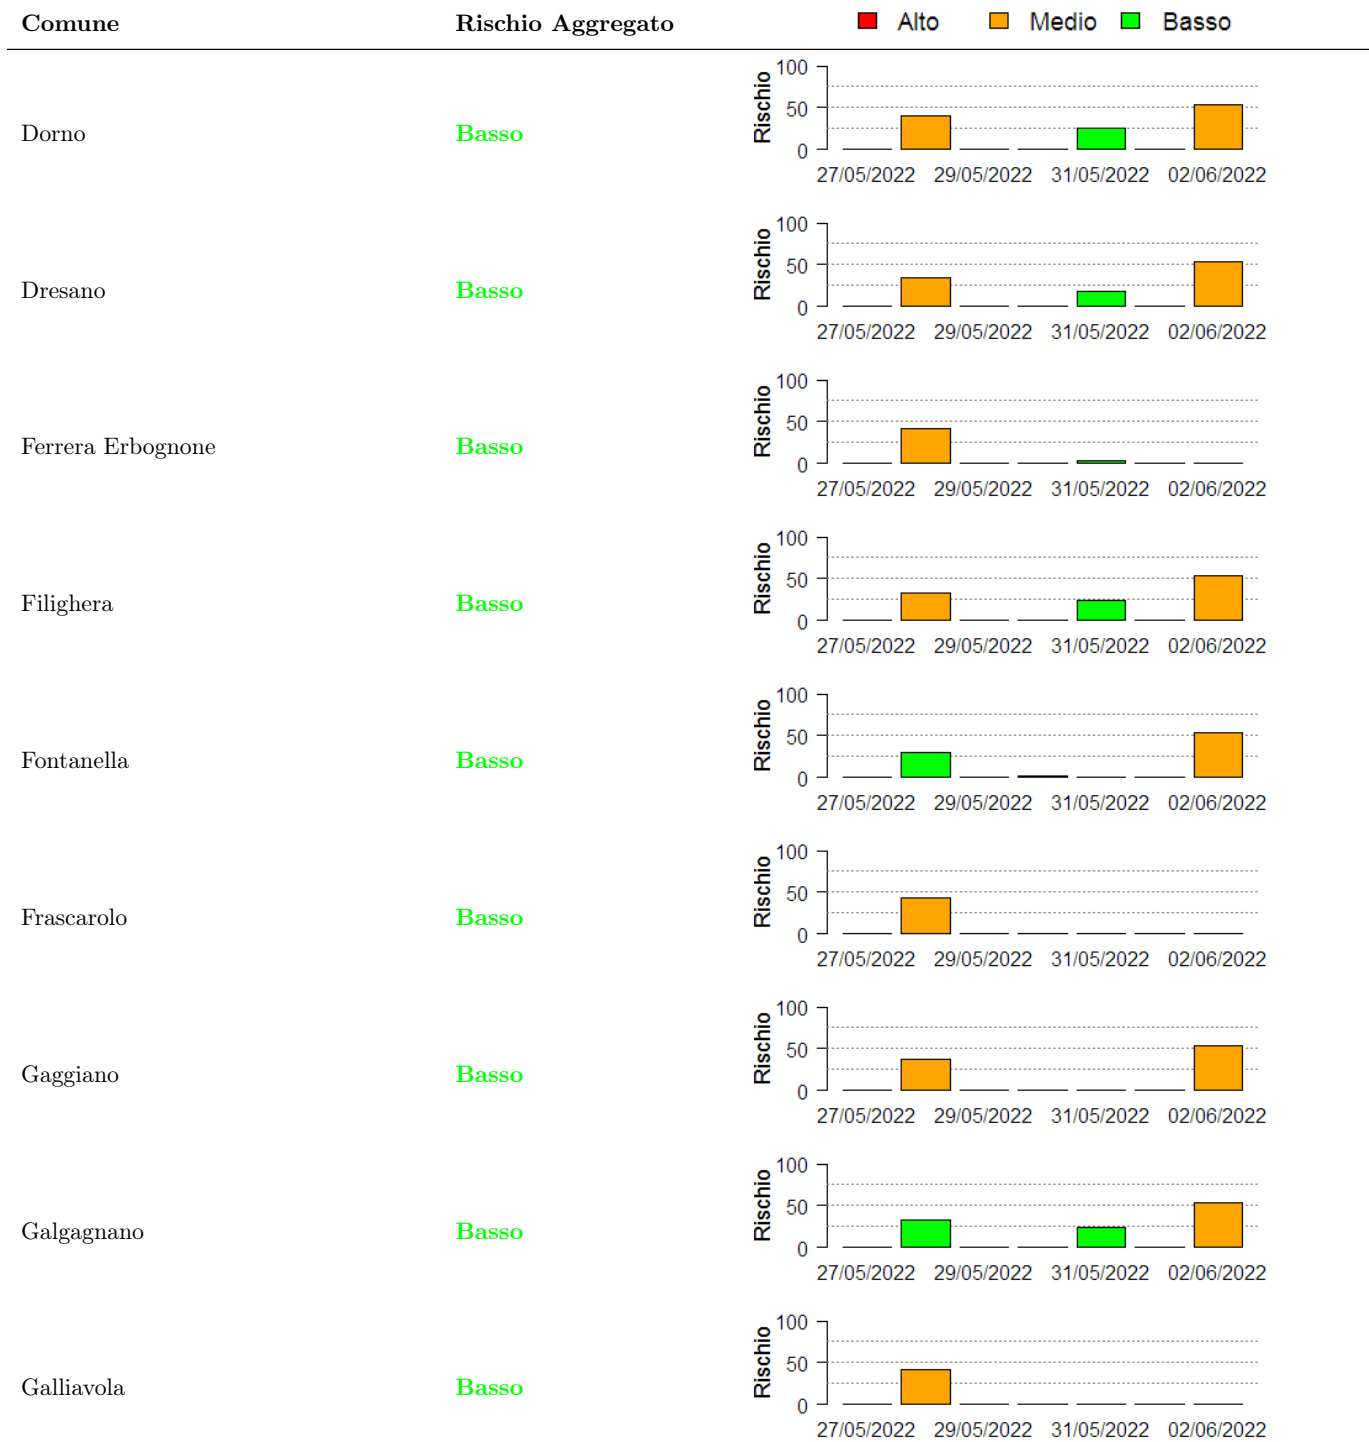 Comune Rischio Aggregato Alto Medio Basso
Dorno Basso
Rischio
100
50
0
27/05/2022 29/05/2022 31/05/2022 02/06/2022
Dresano Basso
Rischio
100
50
0
27/05/2022 29/05/2022 31/05/2022 02/06/2022
Ferrera Erbognone Basso
Rischio
100
50
0
27/05/2022 29/05/2022 31/05/2022 02/06/2022
Filighera Basso
Rischio
100
50
0
27/05/2022 29/05/2022 31/05/2022 02/06/2022
Fontanella Basso
Rischio
100
50
0
27/05/2022 29/05/2022 31/05/2022 02/06/2022
Frascarolo Basso
Rischio
100
50
0
27/05/2022 29/05/2022 31/05/2022 02/06/2022
Gaggiano Basso
Rischio
100
50
0
27/05/2022 29/05/2022 31/05/2022 02/06/2022
Galgagnano Basso
Rischio
100
50
0
27/05/2022 29/05/2022 31/05/2022 02/06/2022
Galliavola Basso
Rischio
100
50
0
27/05/2022 29/05/2022 31/05/2022 02/06/2022